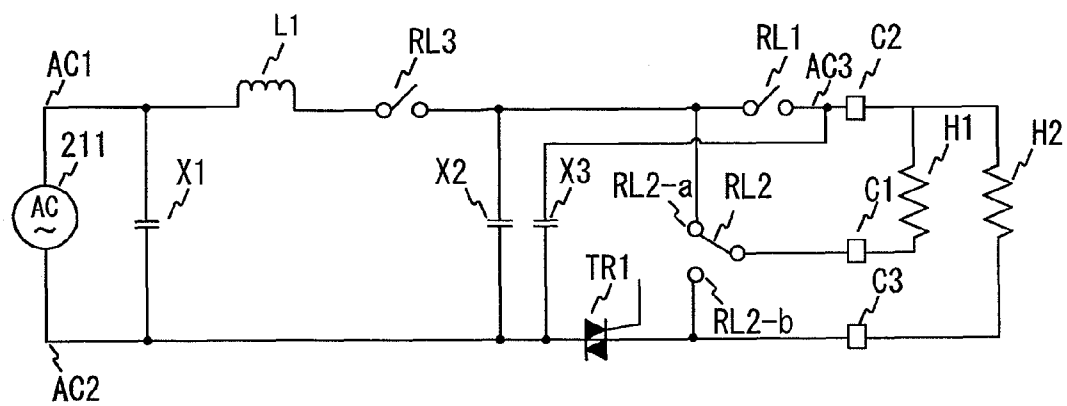 L1
RL3
RL1
C2
AC1
AC3
211
X1
X2
X3
H1
H2
RL2-a
RL2
C1
AC
~
TR1
C3
RL2-b
AC2